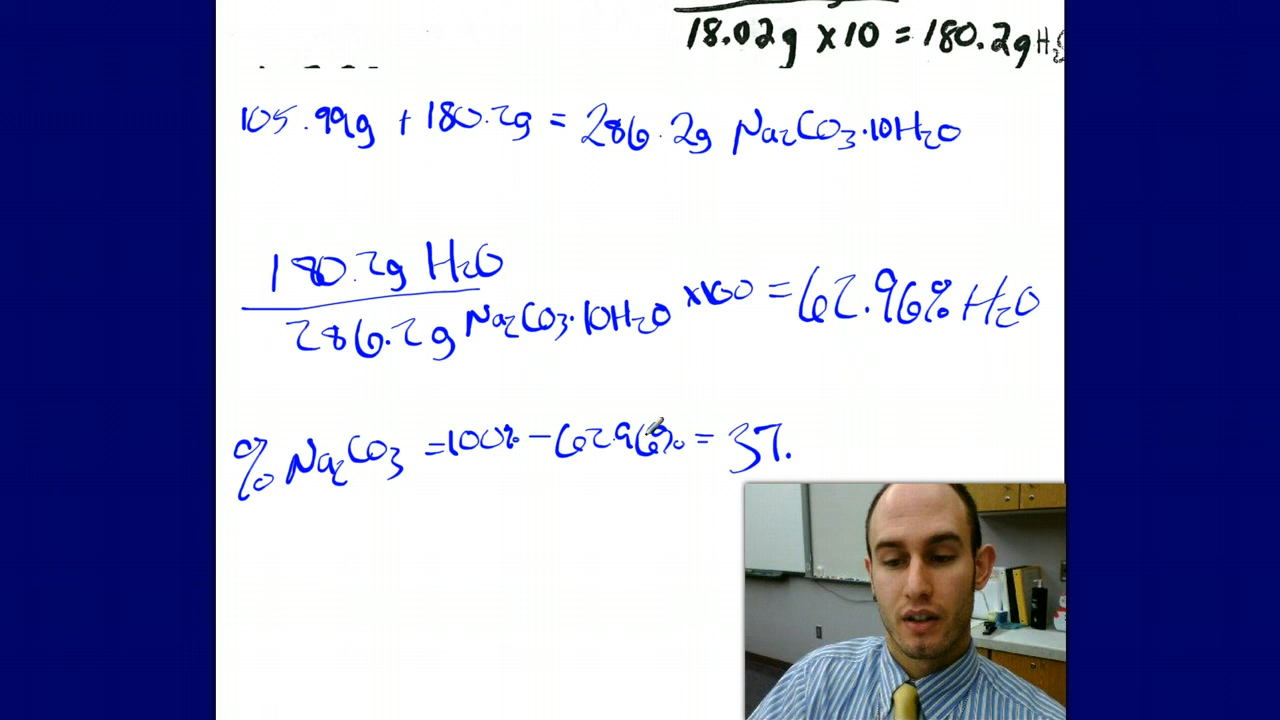 18.02g x10 = 180.2g H₂
105.99g + 180.2g = 286.2g Na₂CO₃·10H₂O
180.2g H₂O
286.2g Na₂CO₃·10H₂O x100 = 62.96% H₂O
% Na₂CO₃ = 100% - 62.96% = 37.